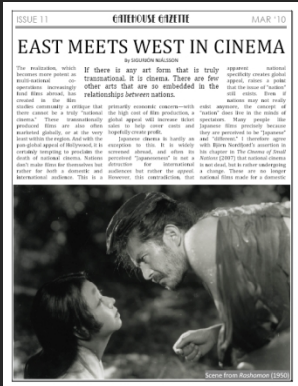 ISSUE 11
GATEHOUSE GAZETTE
MAR '10
EAST MEETS WEST IN CINEMA
By SIGURJÓN NJÁLSSON
The realization, which
becomes more potent as
multi-national co-
operations increasingly
fund films abroad, has
created in the film
studies community a critique that
there cannot be a truly "national
cinema." These transnationally
produced films are also often
marketed globally, or at the very
least within the region. And with the
pan-global appeal of Hollywood, it is
certainly tempting to proclaim the
death of national cinema. Nations
don't make films for themselves but
rather for both a domestic and
international audience. This is a
If there is any art form that is truly
transnational, it is cinema. There are few
other arts that are so embedded in the
relationships between nations.
primarily economic concern—with
the high cost of film production, a
global appeal will increase ticket
sales to help cover costs and
hopefully create profit.
Japanese cinema is hardly an
exception to this. It is widely
screened abroad, and often its
perceived "Japaneseness" is not a
detractive for international
audiences but rather the appeal.
However, this contradiction, that
apparent national
specificity creates global
appeal, raises a point
that the issue of "nation"
still exists. Even if
nations may not really
exist anymore, the concept of
"nation" does live in the minds of
spectators. Many people like
Japanese films precisely because
they are perceived to be "Japanese"
and "different." I therefore agree
with Björn Nordfjörd's assertion in
his chapter in The Cinema of Small
Nations (2007) that national cinema
is not dead, but is rather undergoing
a change. There are no longer
national films made for a domestic
Scene from Rashomon (1950)